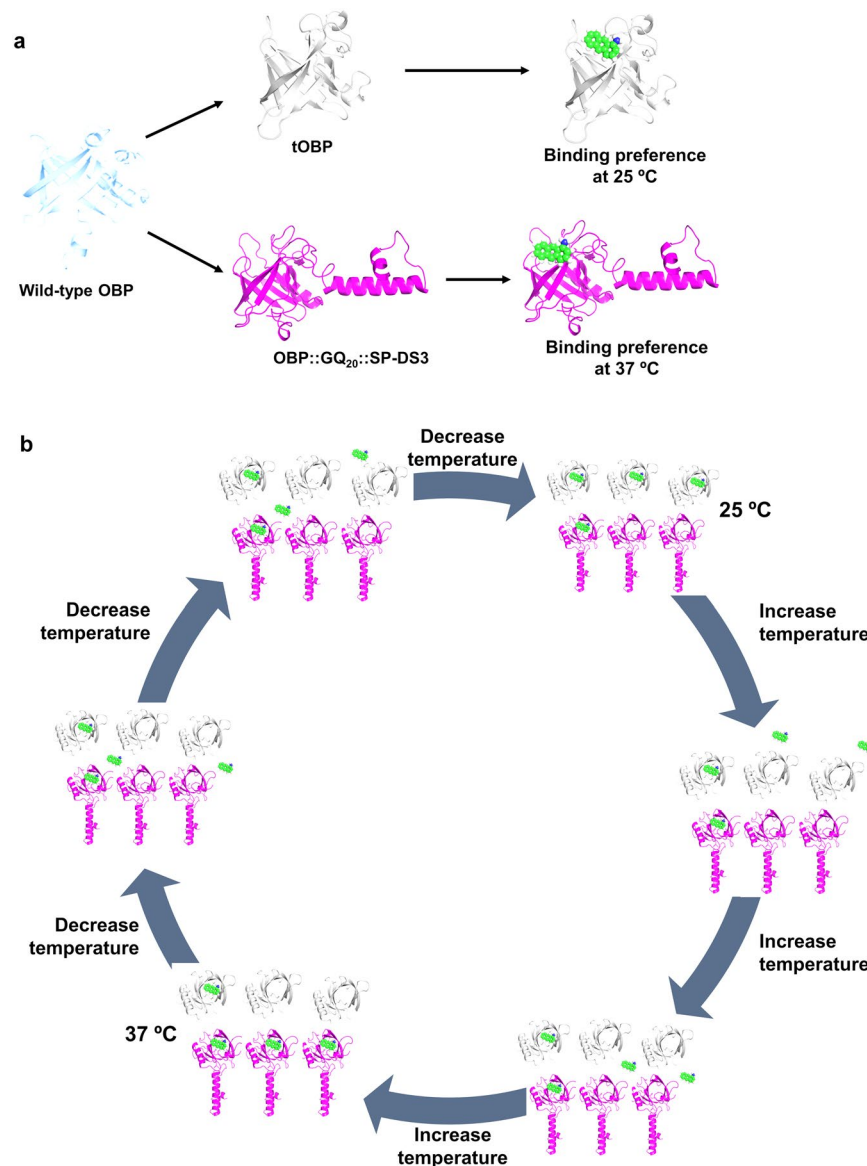 a
tOBP
Binding preference
at 25 ºC
Wild-type OBP
OBP::GQ₂₀::SP-DS3
Binding preference
at 37 ºC
b
Decrease
temperature
25 ºC
Increase
temperature
Increase
temperature
Increase
temperature
37 ºC
Decrease
temperature
Decrease
temperature